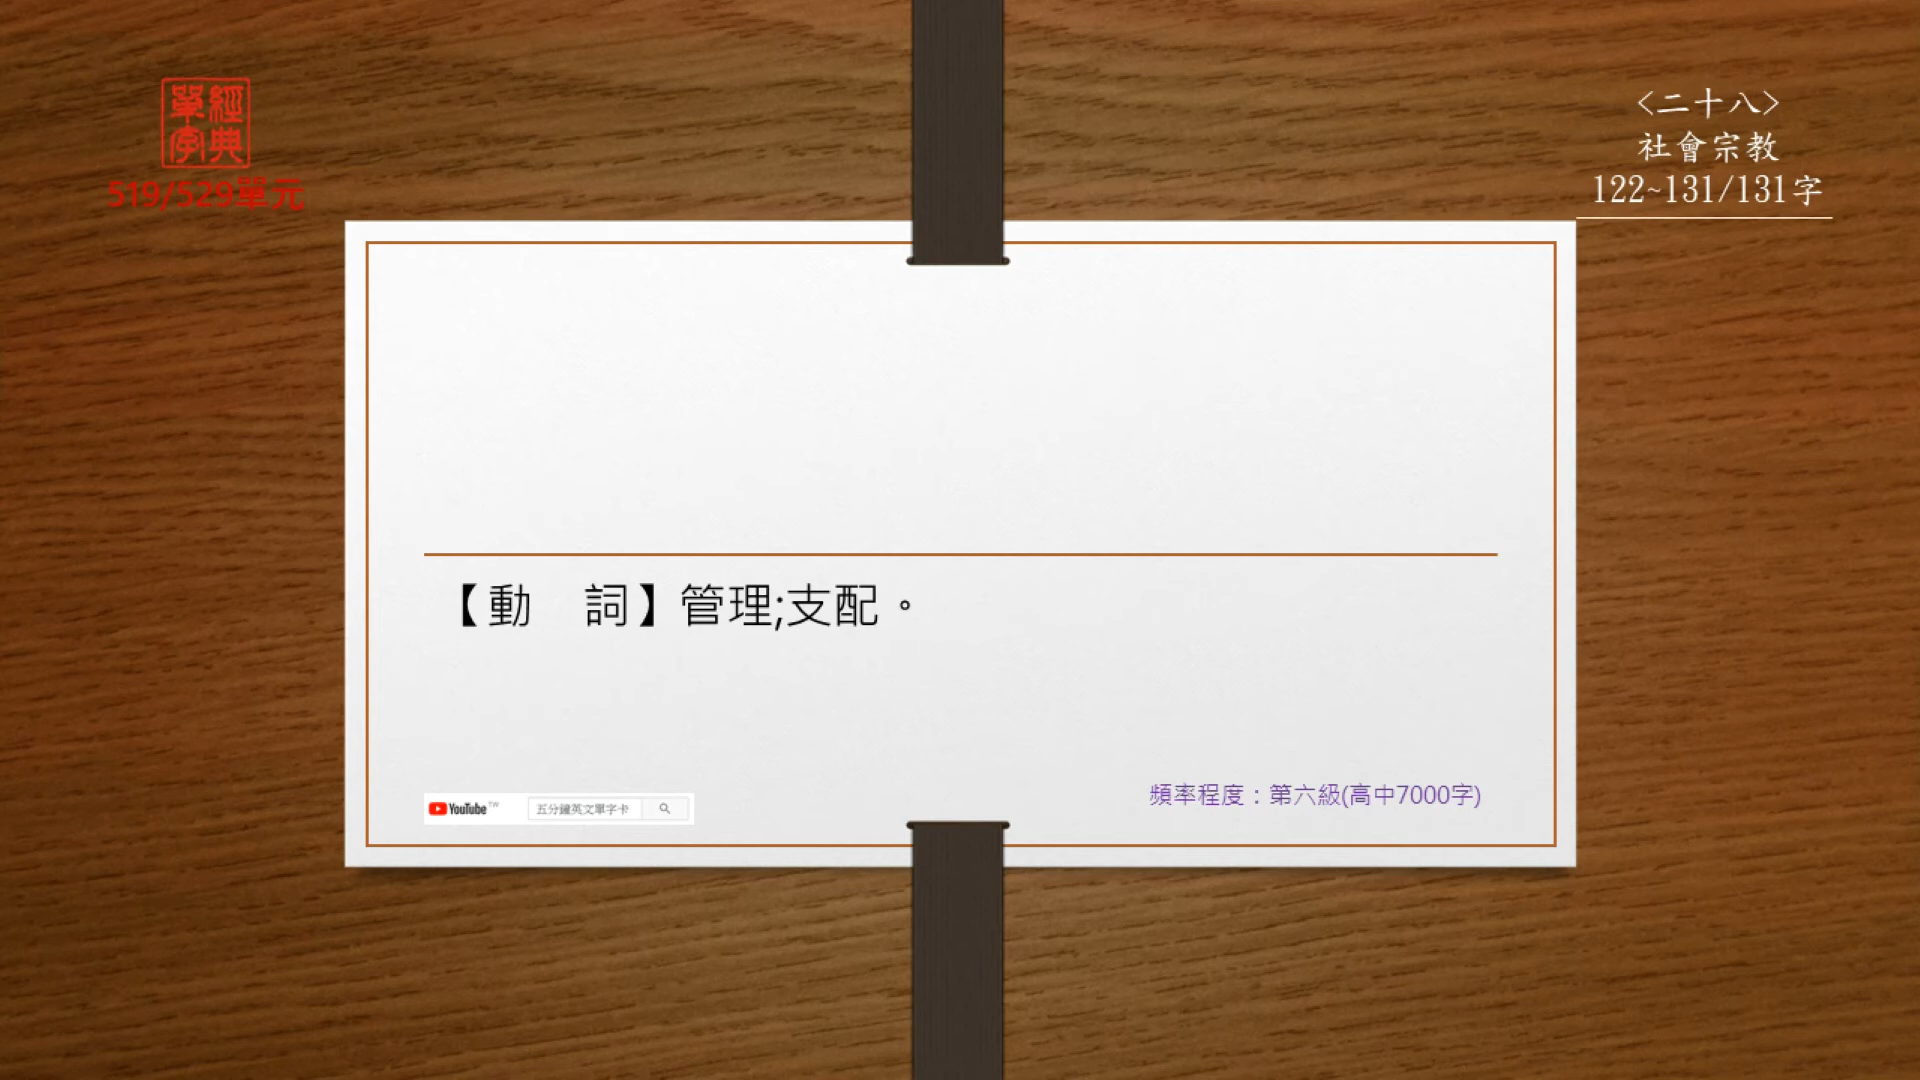 經典
單字
519/529單元
<二十八>
社會宗教
122~131/131字
【動　詞】管理;支配。
頻率程度：第六級(高中7000字)
YouTube TW
五分鐘英文單字卡